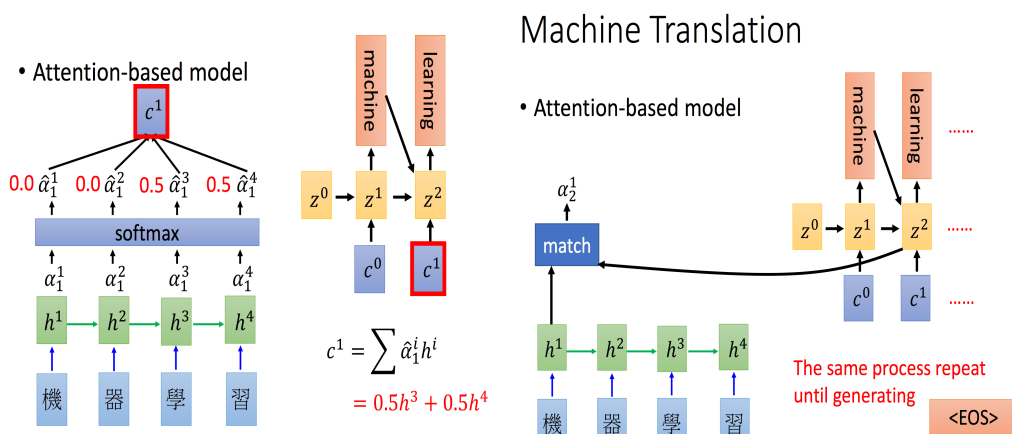 Machine Translation
• Attention-based model
c¹
0.0 α̂₁¹ 0.0 α̂₁² 0.5 α̂₁³ 0.5 α̂₁⁴
softmax
α₁¹ α₁² α₁³ α₁⁴
h¹ h² h³ h⁴
機 器 學 習
machine learning
z⁰ z¹ z²
c⁰ c¹
c¹ = ∑ α̂₁ⁱhⁱ
= 0.5h³ + 0.5h⁴
• Attention-based model
machine learning ......
α₂¹
z⁰ z¹ z² ......
match
c⁰ c¹ ......
h¹ h² h³ h⁴
機 器 學 習
The same process repeat
until generating
<EOS>